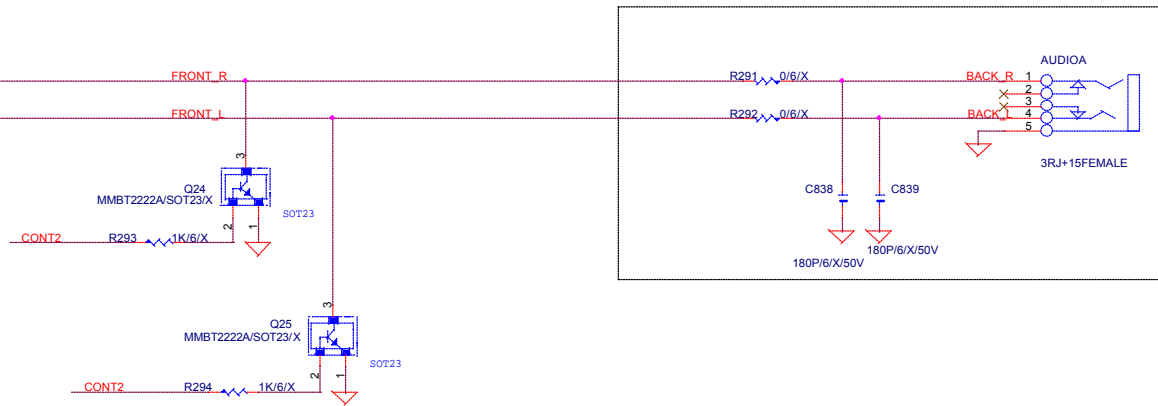 AUDIOA
FRONT_R
R291
0/6/X
BACK_R
1
2
3
FRONT_L
R292
0/6/X
BACK_L
4
5
3RJ+15FEMALE
3
Q24
MMBT2222A/SOT23/X
SOT23
C838
C839
2
1
CONT2
R293
1K/6/X
180P/6/X/50V
180P/6/X/50V
3
Q25
MMBT2222A/SOT23/X
SOT23
2
1
CONT2
R294
1K/6/X